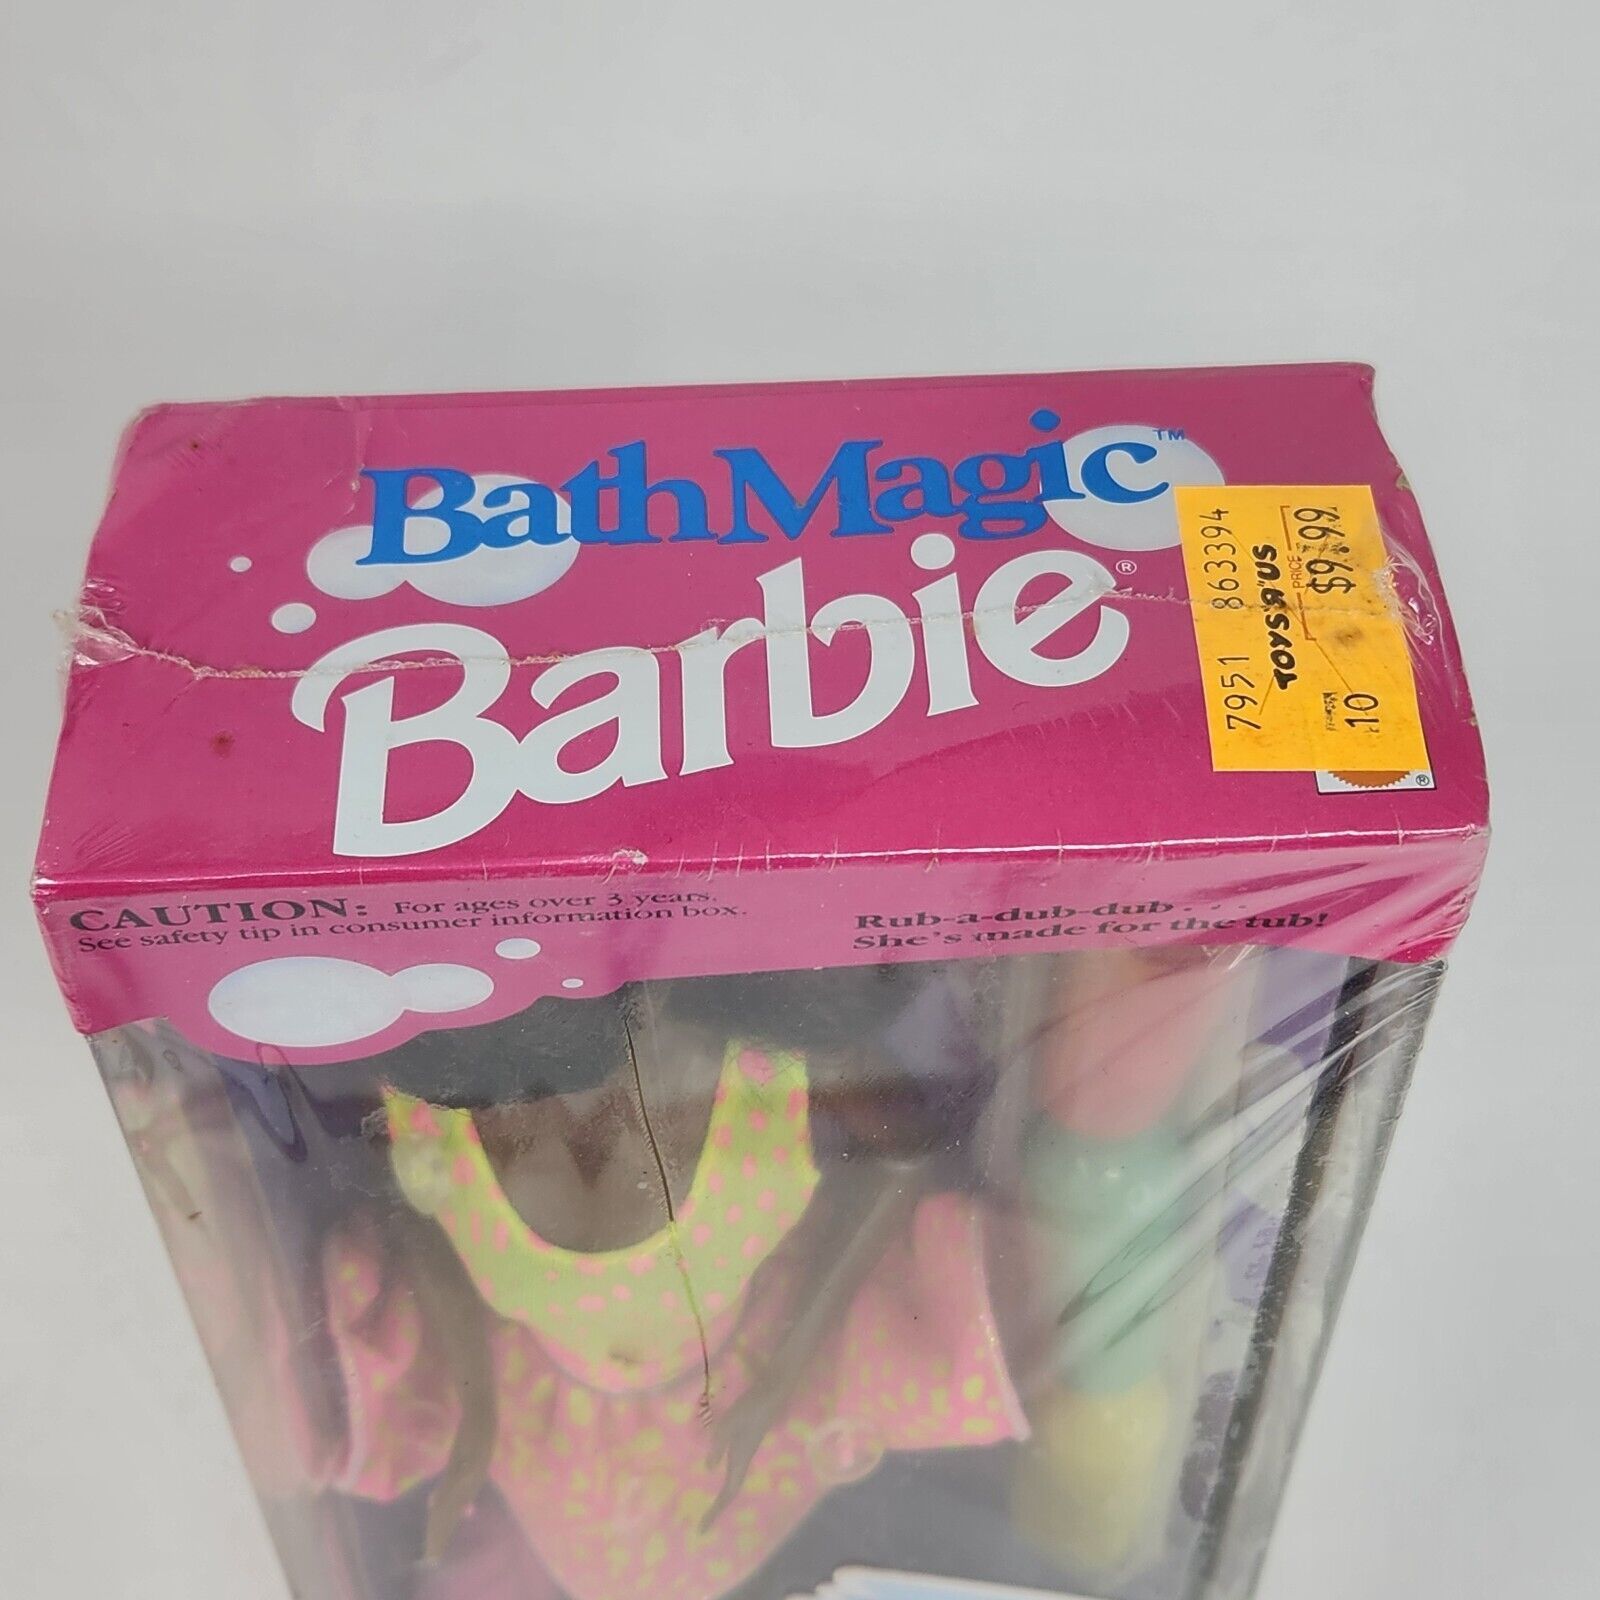 Bath Magic™
Barbie®
7951 863394
TOYS "R" US
PRICE
$9.99
10
®
CAUTION: For ages over 3 years.
See safety tip in consumer information box.
Rub-a-dub-dub . . .
She's made for the tub!